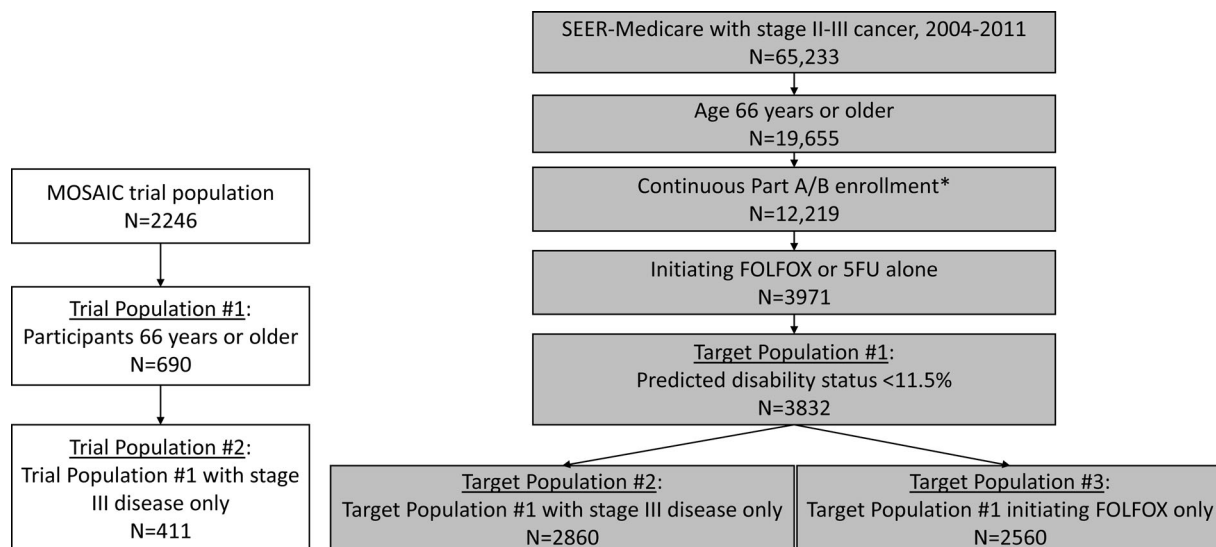 MOSAIC trial population
N=2246
Trial Population #1:
Participants 66 years or older
N=690
Trial Population #2:
Trial Population #1 with stage
III disease only
N=411
SEER-Medicare with stage II-III cancer, 2004-2011
N=65,233
Age 66 years or older
N=19,655
Continuous Part A/B enrollment*
N=12,219
Initiating FOLFOX or 5FU alone
N=3971
Target Population #1:
Predicted disability status <11.5%
N=3832
Target Population #2:
Target Population #1 with stage III disease only
N=2860
Target Population #3:
Target Population #1 initiating FOLFOX only
N=2560